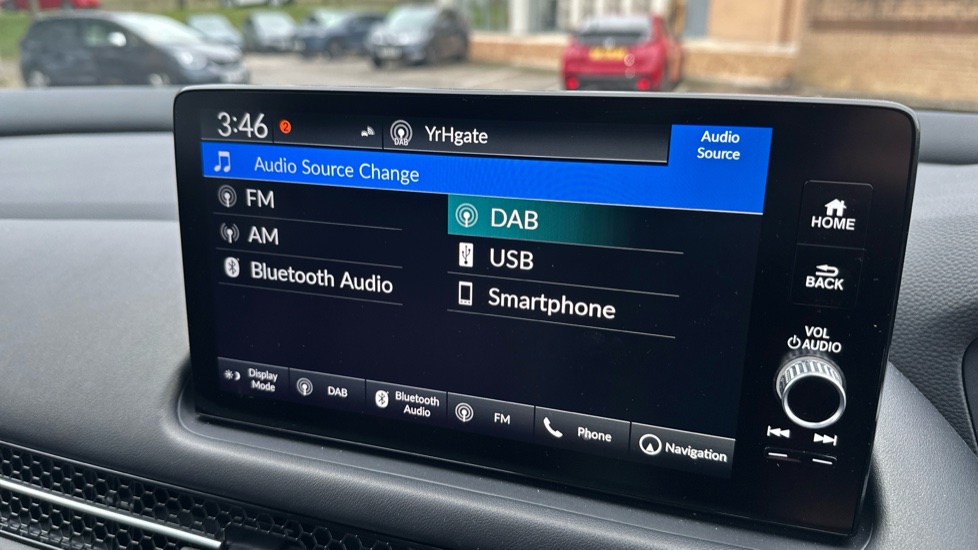 3:46
2
DAB
YrHgate
Audio
Source
Audio Source Change
FM
DAB
AM
USB
Bluetooth Audio
Smartphone
Display
Mode
DAB
Bluetooth
Audio
FM
Phone
Navigation
HOME
BACK
VOL
AUDIO